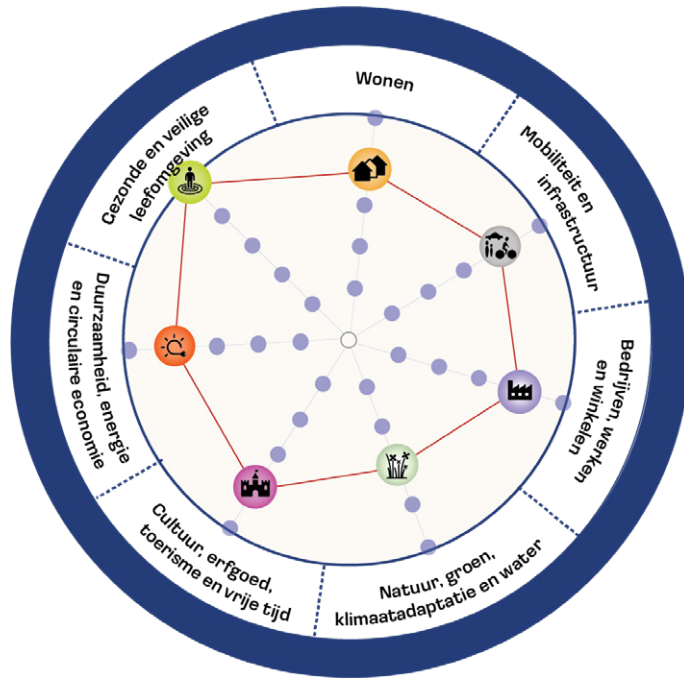 Wonen
Mobiliteit en
infrastructuur
Bedrijven, werken
en winkelen
Natuur, groen,
klimaatadaptatie en water
Cultuur, erfgoed,
toerisme en vrije tijd
Duurzaamheid, energie
en circulaire economie
Gezonde en veilige
leefomgeving